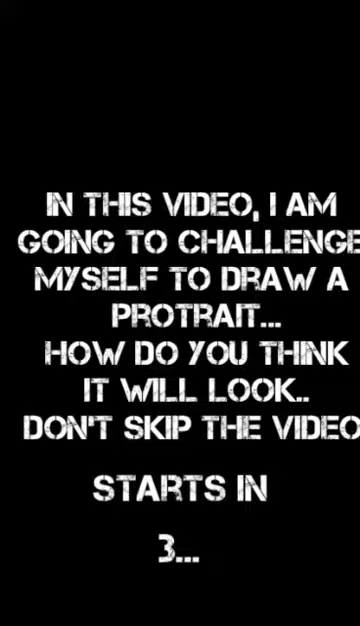 IN THIS VIDEO, I AM
GOING TO CHALLENGE
MYSELF TO DRAW A
PROTRAIT...
HOW DO YOU THINK
IT WILL LOOK..
DON'T SKIP THE VIDEO
STARTS IN
3...